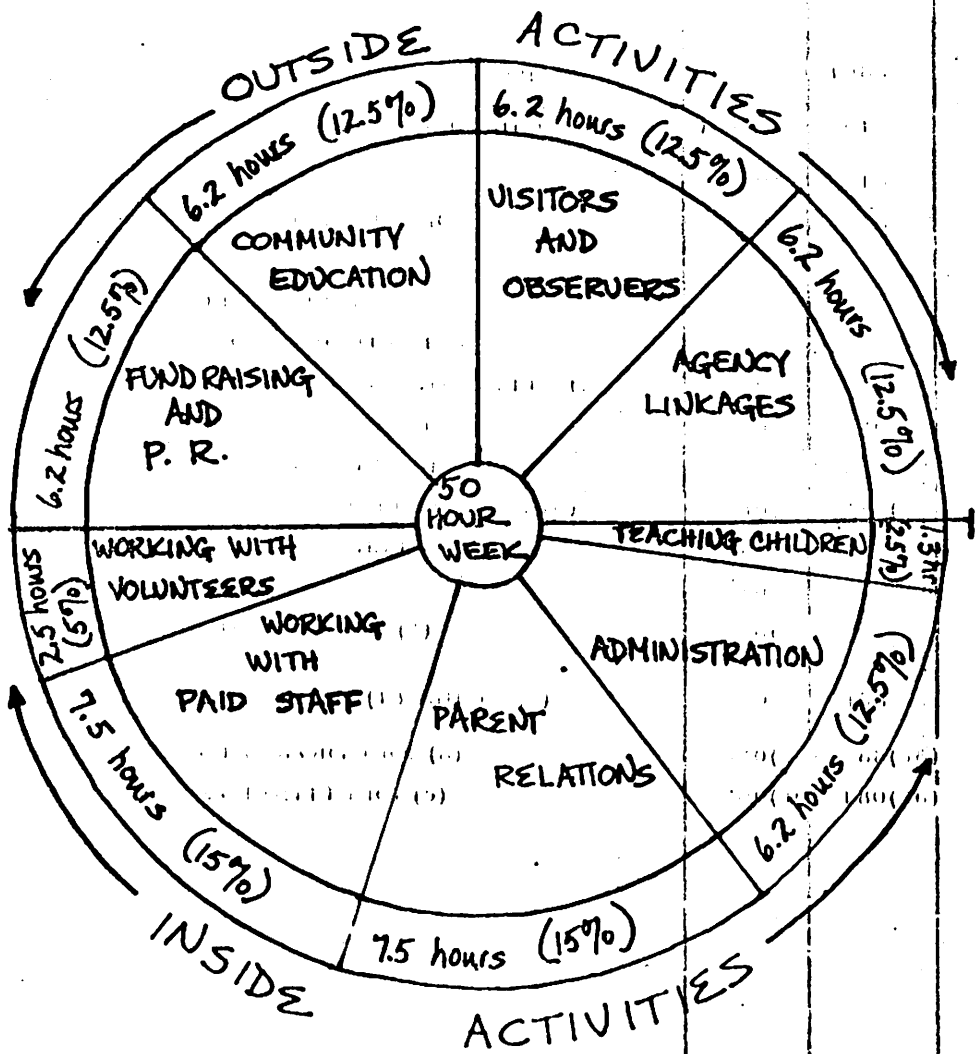 OUTSIDE ACTIVITIES
6.2 hours (12.5%)
COMMUNITY
EDUCATION
6.2 hours (12.5%)
VISITORS
AND
OBSERVERS
6.2 hours (12.5%)
AGENCY
LINKAGES
6.2 hours (12.5%)
FUNDRAISING
AND
P. R.
50
HOUR
WEEK
1.3 hr
(2.5%)
TEACHING CHILDREN
2.5 hours
(5%)
WORKING WITH
VOLUNTEERS
7.5 hours (15%)
WORKING
WITH
PAID STAFF
7.5 hours (15%)
PARENT
RELATIONS
6.2 hours (12.5%)
ADMINISTRATION
INSIDE ACTIVITIES